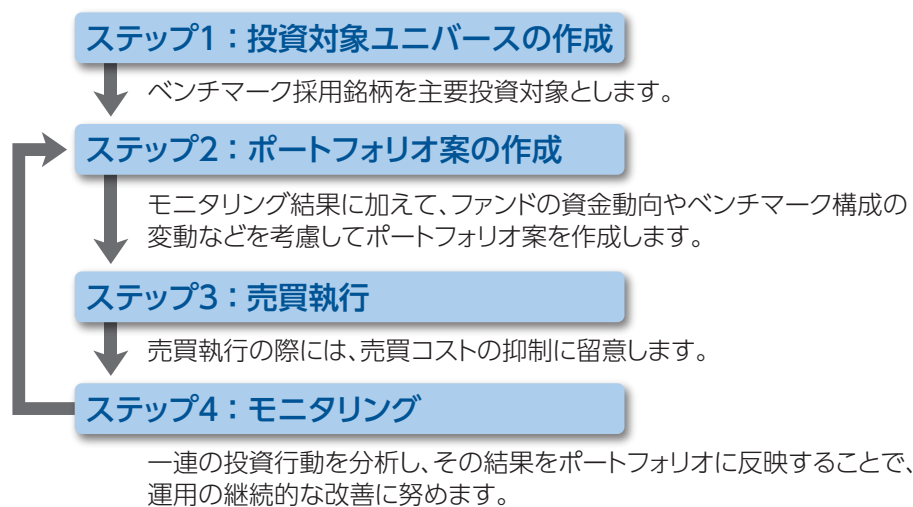 ステップ1：投資対象ユニバースの作成
ベンチマーク採用銘柄を主要投資対象とします。
ステップ2：ポートフォリオ案の作成
モニタリング結果に加えて、ファンドの資金動向やベンチマーク構成の
変動などを考慮してポートフォリオ案を作成します。
ステップ3：売買執行
売買執行の際には、売買コストの抑制に留意します。
ステップ4：モニタリング
一連の投資行動を分析し、その結果をポートフォリオに反映することで、
運用の継続的な改善に努めます。